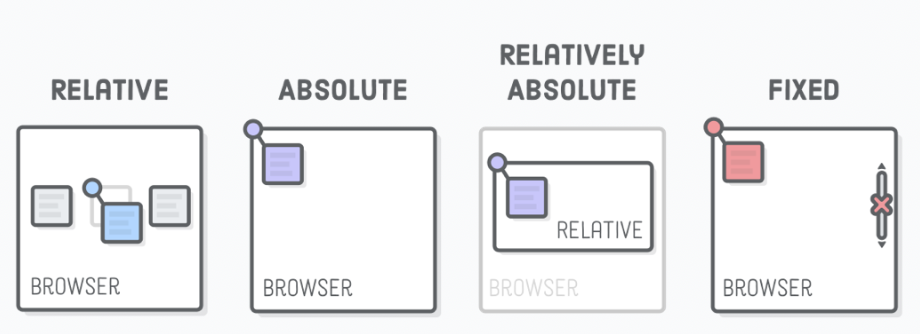 RELATIVE
ABSOLUTE
RELATIVELY
ABSOLUTE
FIXED
BROWSER
BROWSER
RELATIVE
BROWSER
BROWSER